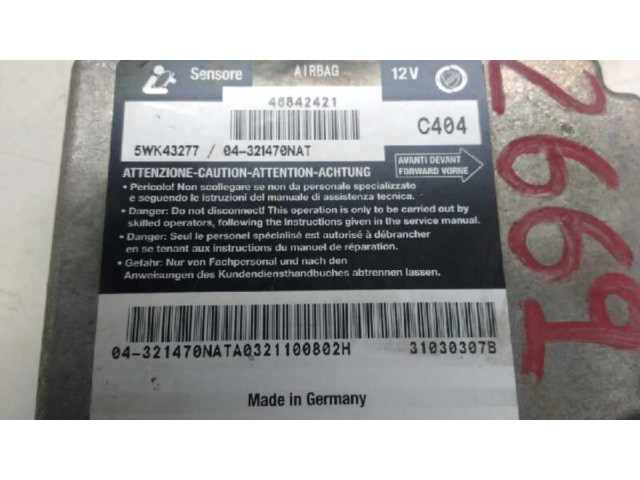 Sensore AIRBAG 12V
46842421
C404
5WK43277 / 04-321470NAT
AVANTI DEVANT
FORWARD VORNE
ATTENZIONE-CAUTION-ATTENTION-ACHTUNG
• Pericolo! Non scollegare se non da personale specializzato
e seguendo le istruzioni del manuale di assistenza tecnica.
• Danger: Do not disconnect! This operation is only to be carried out by
skilled operators, following the Instructions given in the service manual.
• Danger: Seul le personel spécialisé est autorisé à débrancher
en se tenant aux instructions du manuel de réparation.
• Gefahr: Nur von Fachpersonal und nach den
Anweisungen des Kundendiensthandbuches abtrennen lassen.
04-321470NATA0321100802H 31030307B
Made in Germany
26691